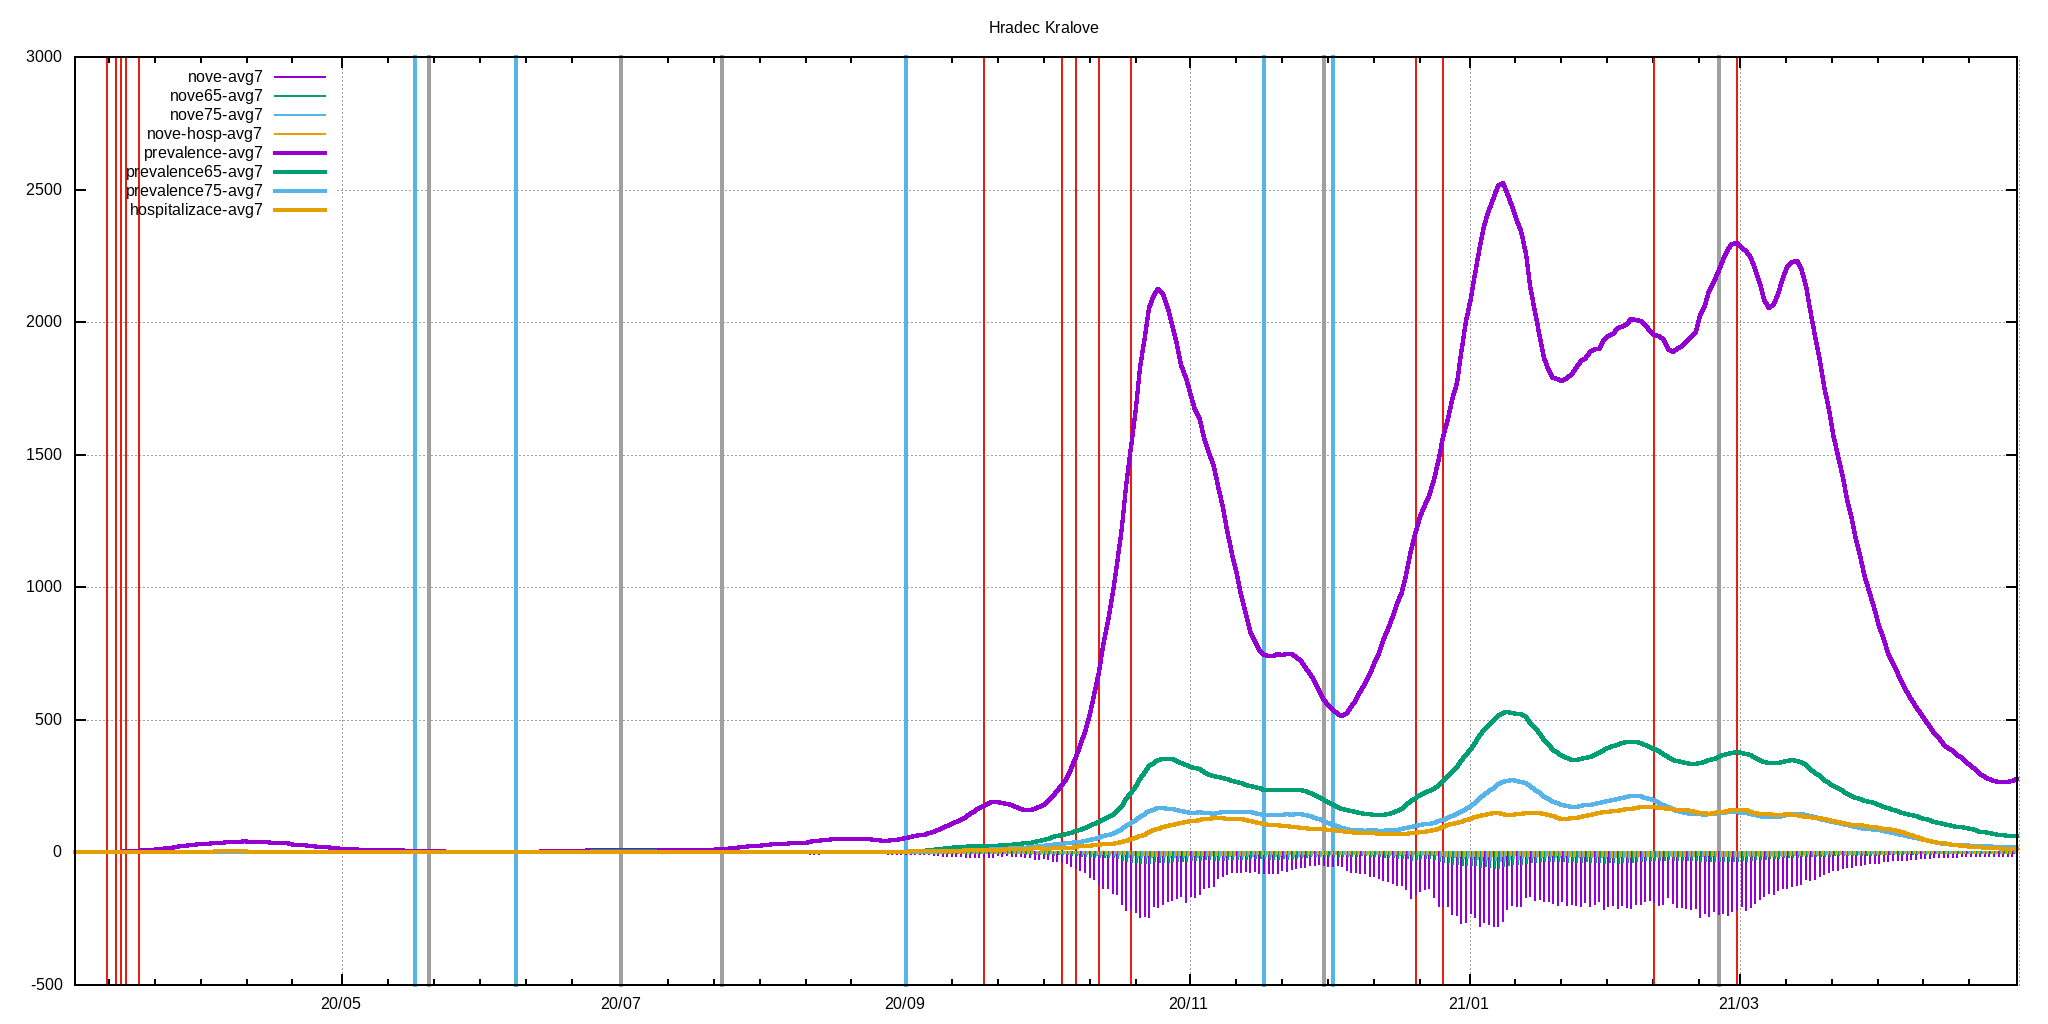 Hradec Kralove
3000
2500
2000
1500
1000
500
0
-500
nove-avg7
nove65-avg7
nove75-avg7
nove-hosp-avg7
prevalence-avg7
prevalence65-avg7
prevalence75-avg7
hospitalizace-avg7
20/05 20/07 20/09 20/11 21/01 21/03